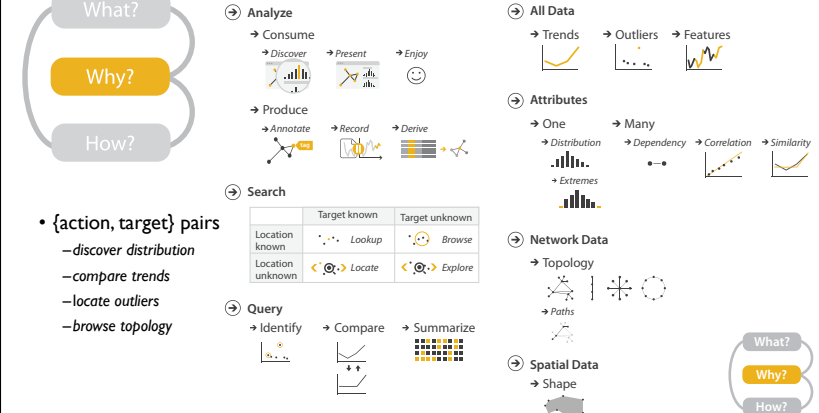 What?
Why?
How?
• {action, target} pairs
–discover distribution
–compare trends
–locate outliers
–browse topology
Analyze
Consume
Discover
Present
Enjoy
Produce
Annotate
Record
Derive
tag
Search
Target known
Target unknown
Location known
Lookup
Browse
Location unknown
Locate
Explore
Query
Identify
Compare
Summarize
All Data
Trends
Outliers
Features
Attributes
One
Many
Distribution
Dependency
Correlation
Similarity
Extremes
Network Data
Topology
Paths
Spatial Data
Shape
What?
Why?
How?